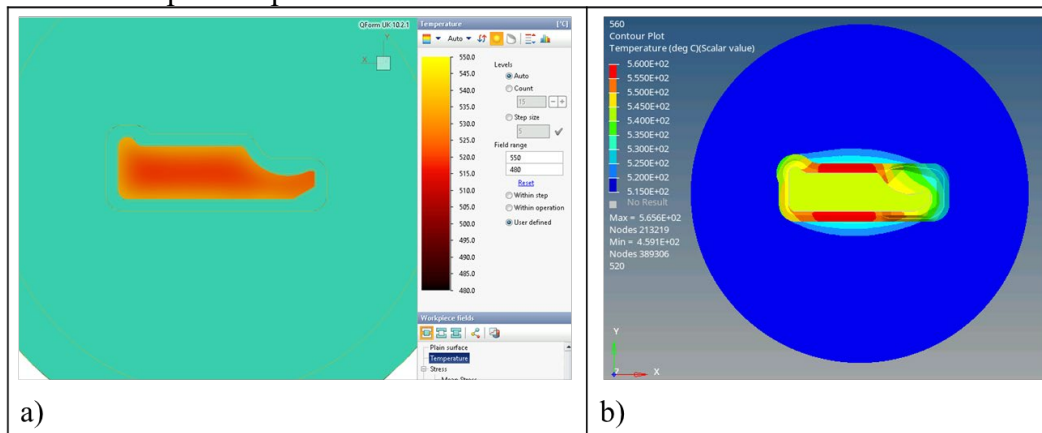 QForm UK 10.2.1
Y
X
Temperature [°C]
Auto
550.0
545.0
540.0
535.0
530.0
525.0
520.0
515.0
510.0
505.0
500.0
495.0
490.0
485.0
480.0
Levels
Auto
Count
15
Step size
5
Field range
550
480
Reset
Within step
Within operation
User defined
Workpiece fields
Plain surface
Temperature
Stress
Mean Stress
a)
560
Contour Plot
Temperature (deg C)(Scalar value)
5.600E+02
5.550E+02
5.500E+02
5.450E+02
5.400E+02
5.350E+02
5.300E+02
5.250E+02
5.200E+02
5.150E+02
No Result
Max = 5.656E+02
Nodes 213219
Min = 4.591E+02
Nodes 389306
520
Y
Z
X
b)